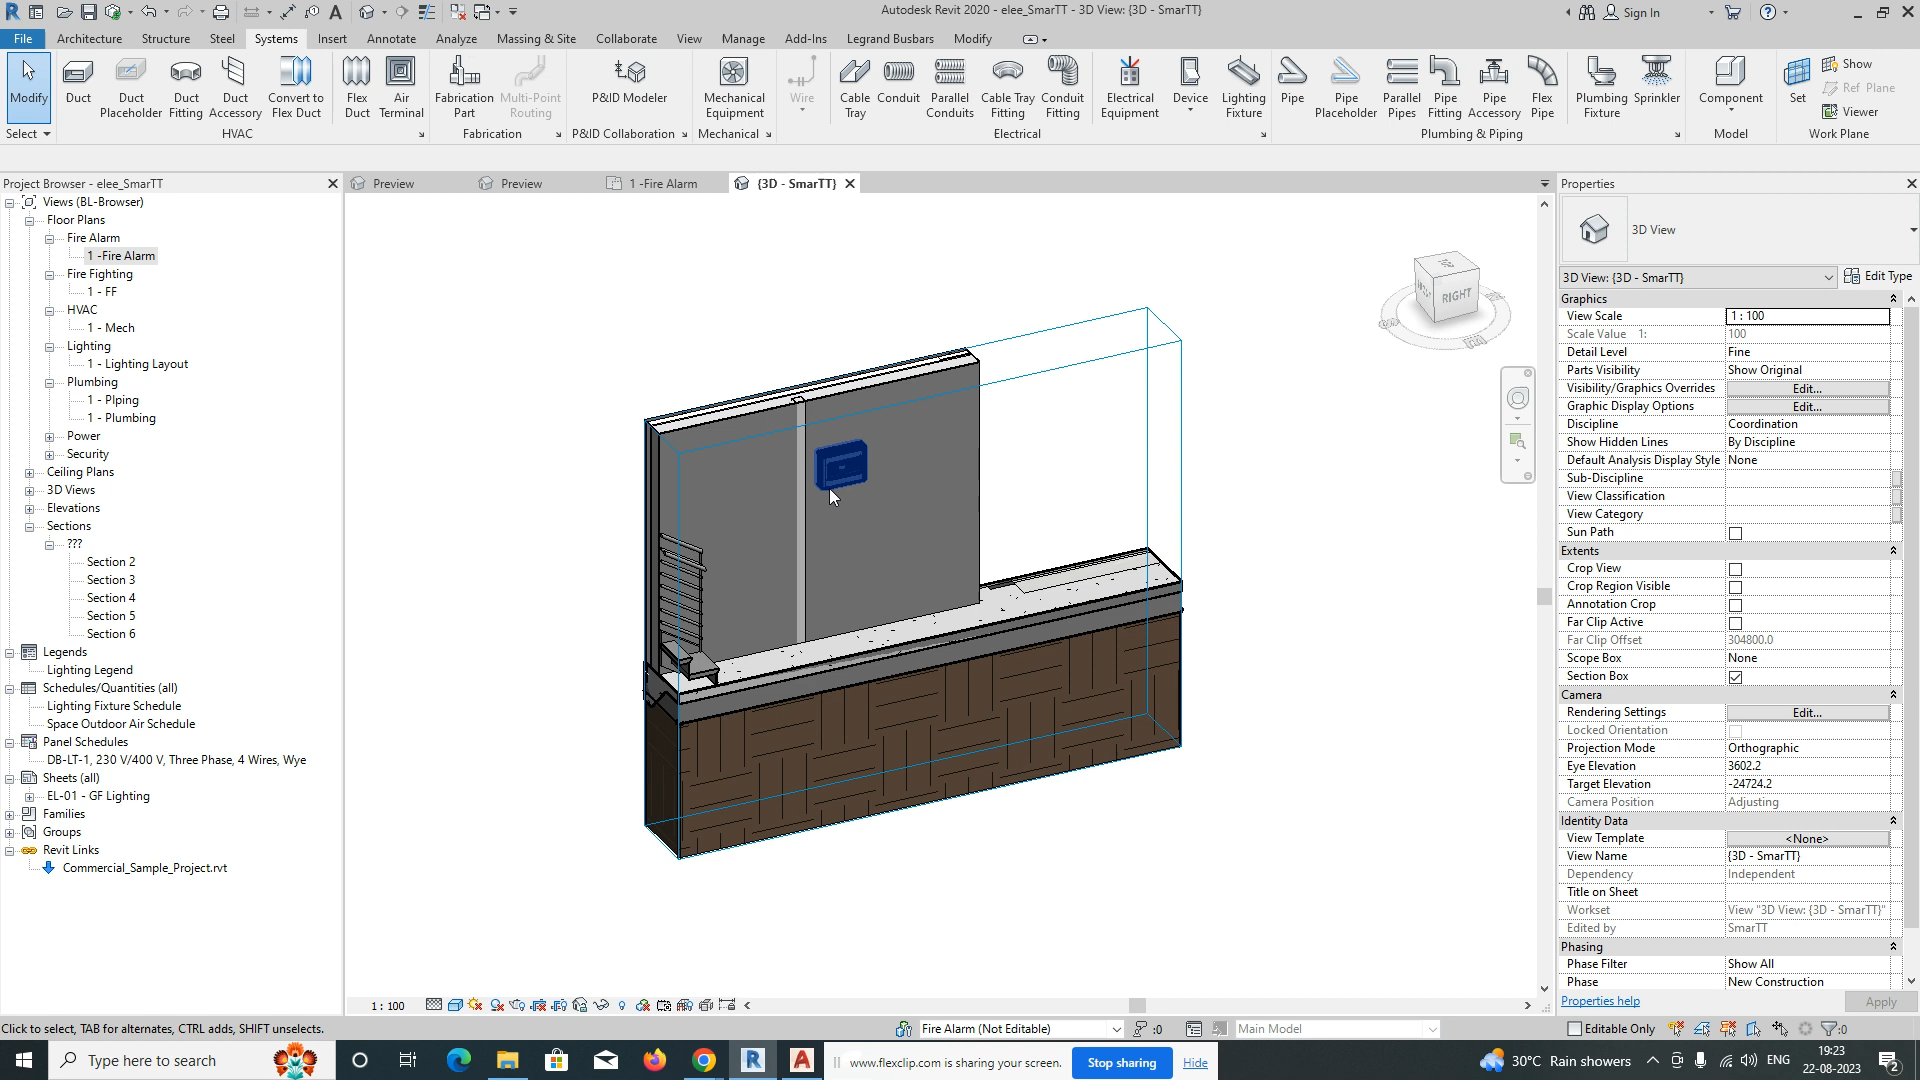 Autodesk Revit 2020 - elee_SmarTT - 3D View: {3D - SmarTT}
Sign In
File Architecture Structure Steel Systems Insert Annotate Analyze Massing & Site Collaborate View Manage Add-Ins Legrand Busbars Modify
Modify
Duct
Duct Placeholder
Duct Fitting
Duct Accessory
Convert to Flex Duct
Flex Duct
Air Terminal
Fabrication Part
Multi-Point Routing
P&ID Modeler
Mechanical Equipment
Wire
Cable Tray
Conduit
Parallel Conduits
Cable Tray Fitting
Conduit Fitting
Electrical Equipment
Device
Lighting Fixture
Pipe
Pipe Placeholder
Parallel Pipes
Pipe Fitting
Pipe Accessory
Flex Pipe
Plumbing Fixture
Sprinkler
Component
Set
Show
Ref Plane
Viewer
Select HVAC Fabrication P&ID Collaboration Mechanical Electrical Plumbing & Piping Model Work Plane
Project Browser - elee_SmarTT
Preview Preview 1 -Fire Alarm {3D - SmarTT}
Views (BL-Browser)
Floor Plans
Fire Alarm
1 -Fire Alarm
Fire Fighting
1 - FF
HVAC
1 - Mech
Lighting
1 - Lighting Layout
Plumbing
1 - PIping
1 - Plumbing
Power
Security
Ceiling Plans
3D Views
Elevations
Sections
???
Section 2
Section 3
Section 4
Section 5
Section 6
Legends
Lighting Legend
Schedules/Quantities (all)
Lighting Fixture Schedule
Space Outdoor Air Schedule
Panel Schedules
DB-LT-1, 230 V/400 V, Three Phase, 4 Wires, Wye
Sheets (all)
EL-01 - GF Lighting
Families
Groups
Revit Links
Commercial_Sample_Project.rvt
TOP
RIGHT
Properties
3D View
3D View: {3D - SmarTT} Edit Type
Graphics
View Scale 1 : 100
Scale Value 1: 100
Detail Level Fine
Parts Visibility Show Original
Visibility/Graphics Overrides Edit...
Graphic Display Options Edit...
Discipline Coordination
Show Hidden Lines By Discipline
Default Analysis Display Style None
Sub-Discipline
View Classification
View Category
Sun Path
Extents
Crop View
Crop Region Visible
Annotation Crop
Far Clip Active
Far Clip Offset 304800.0
Scope Box None
Section Box
Camera
Rendering Settings Edit...
Locked Orientation
Projection Mode Orthographic
Eye Elevation 3602.2
Target Elevation -24724.2
Camera Position Adjusting
Identity Data
View Template <None>
View Name {3D - SmarTT}
Dependency Independent
Title on Sheet
Workset View "3D View: {3D - SmarTT}"
Edited by SmarTT
Phasing
Phase Filter Show All
Phase New Construction
Properties help Apply
1 : 100
Click to select, TAB for alternates, CTRL adds, SHIFT unselects.
Fire Alarm (Not Editable) :0 Main Model Editable Only :0
Type here to search
www.flexclip.com is sharing your screen. Stop sharing Hide
30°C Rain showers ENG
19:23
22-08-2023
2